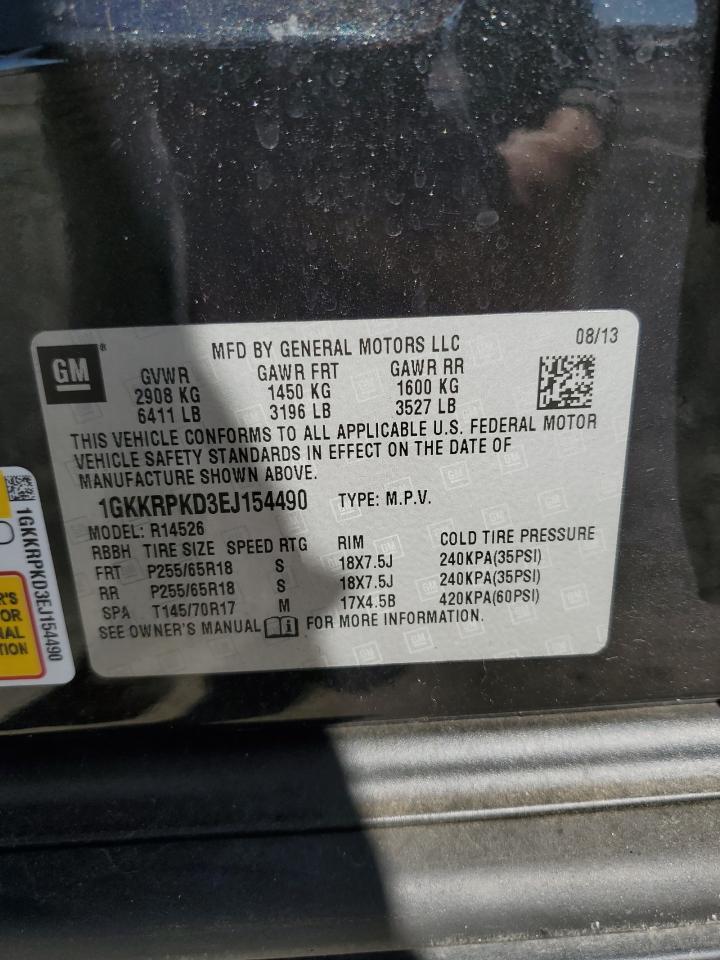 GM
®
MFD BY GENERAL MOTORS LLC
08/13
GVWR GAWR FRT GAWR RR
2908 KG 1450 KG 1600 KG
6411 LB 3196 LB 3527 LB
THIS VEHICLE CONFORMS TO ALL APPLICABLE U.S. FEDERAL MOTOR
VEHICLE SAFETY STANDARDS IN EFFECT ON THE DATE OF
MANUFACTURE SHOWN ABOVE.
1GKKRPKD3EJ154490 TYPE: M.P.V.
MODEL: R14526
RBBH TIRE SIZE SPEED RTG RIM COLD TIRE PRESSURE
FRT P255/65R18 S 18X7.5J 240KPA(35PSI)
RR P255/65R18 S 18X7.5J 240KPA(35PSI)
SPA T145/70R17 M 17X4.5B 420KPA(60PSI)
SEE OWNER'S MANUAL FOR MORE INFORMATION.
1GKKRPKD3EJ154490
R'S
FOR
NAL
TION